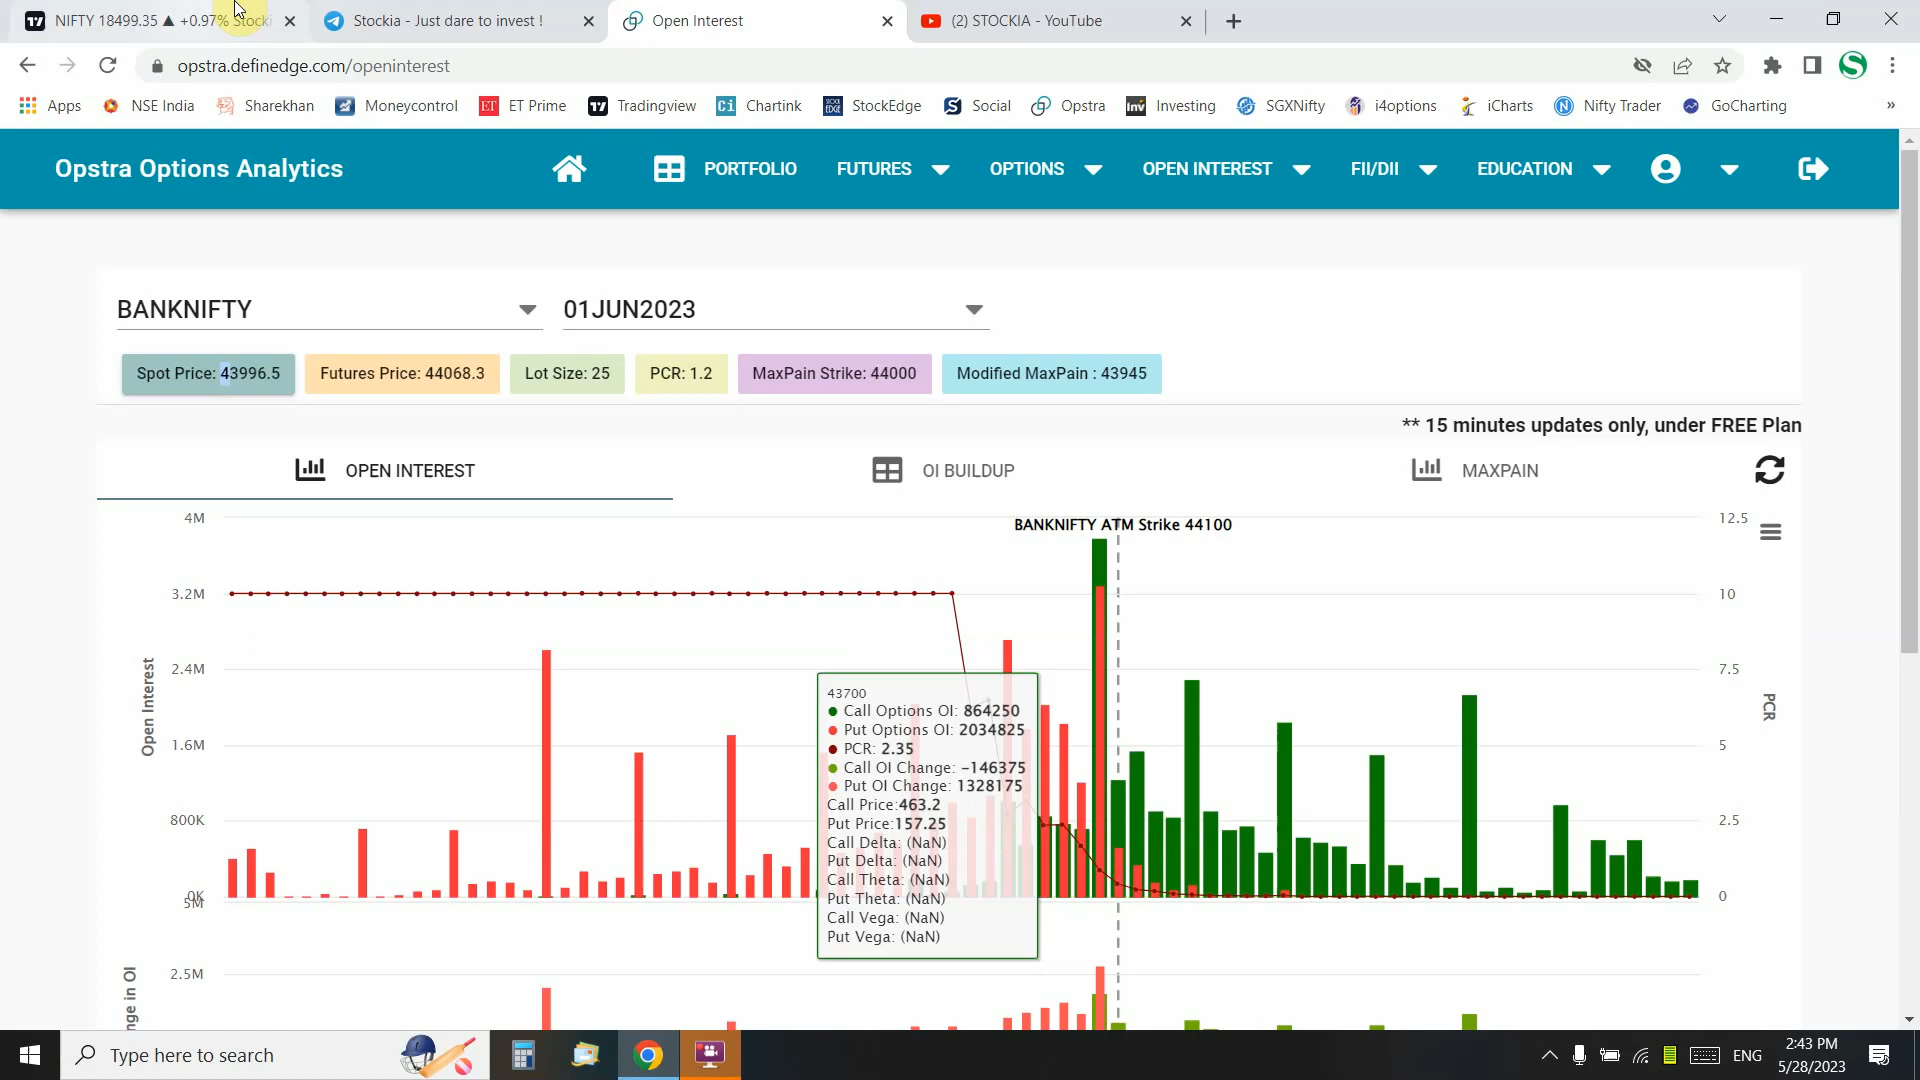 NIFTY 18499.35 ▲ +0.97% Stocki
Stockia - Just dare to invest !
Open Interest
(2) STOCKIA - YouTube
opstra.definedge.com/openinterest
Apps
NSE India
Sharekhan
Moneycontrol
ET Prime
Tradingview
Chartink
StockEdge
Social
Opstra
Investing
SGXNifty
i4options
iCharts
Nifty Trader
GoCharting
»
Opstra Options Analytics
PORTFOLIO
FUTURES
OPTIONS
OPEN INTEREST
FII/DII
EDUCATION
BANKNIFTY
01JUN2023
Spot Price: 43996.5
Futures Price: 44068.3
Lot Size: 25
PCR: 1.2
MaxPain Strike: 44000
Modified MaxPain : 43945
** 15 minutes updates only, under FREE Plan
OPEN INTEREST
OI BUILDUP
MAXPAIN
BANKNIFTY ATM Strike 44100
4M
3.2M
2.4M
1.6M
800K
0K
Open Interest
12.5
10
7.5
5
2.5
0
PCR
43700
Call Options OI: 864250
Put Options OI: 2034825
PCR: 2.35
Call OI Change: -146375
Put OI Change: 1328175
Call Price:463.2
Put Price:157.25
Call Delta: (NaN)
Put Delta: (NaN)
Call Theta: (NaN)
Put Theta: (NaN)
Call Vega: (NaN)
Put Vega: (NaN)
5M
2.5M
nge in OI
Type here to search
ENG
2:43 PM
5/28/2023